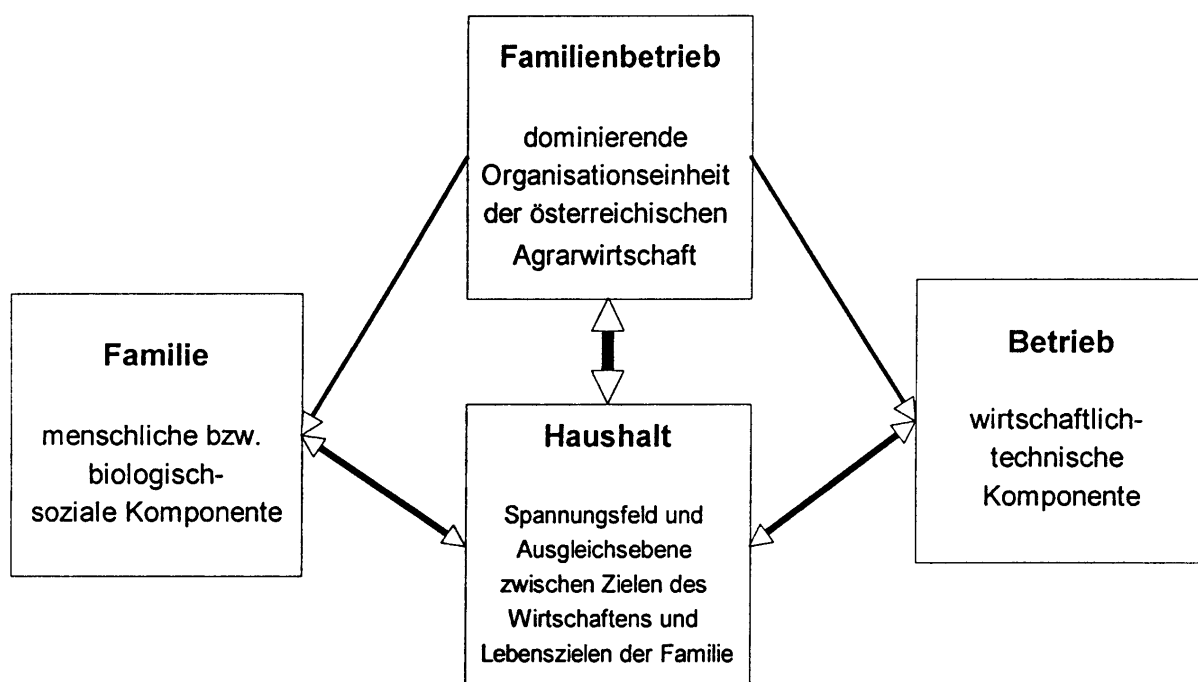 Familienbetrieb
dominierende
Organisationseinheit
der österreichischen
Agrarwirtschaft
Familie
menschliche bzw.
biologisch-
soziale Komponente
Haushalt
Spannungsfeld und
Ausgleichsebene
zwischen Zielen des
Wirtschaftens und
Lebenszielen der Familie
Betrieb
wirtschaftlich-
technische
Komponente